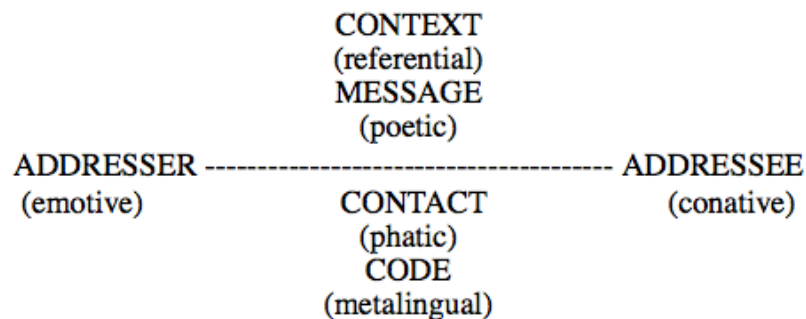 CONTEXT
(referential)
MESSAGE
(poetic)
ADDRESSER --------------------------------------- ADDRESSEE
(emotive) CONTACT (conative)
(phatic)
CODE
(metalingual)